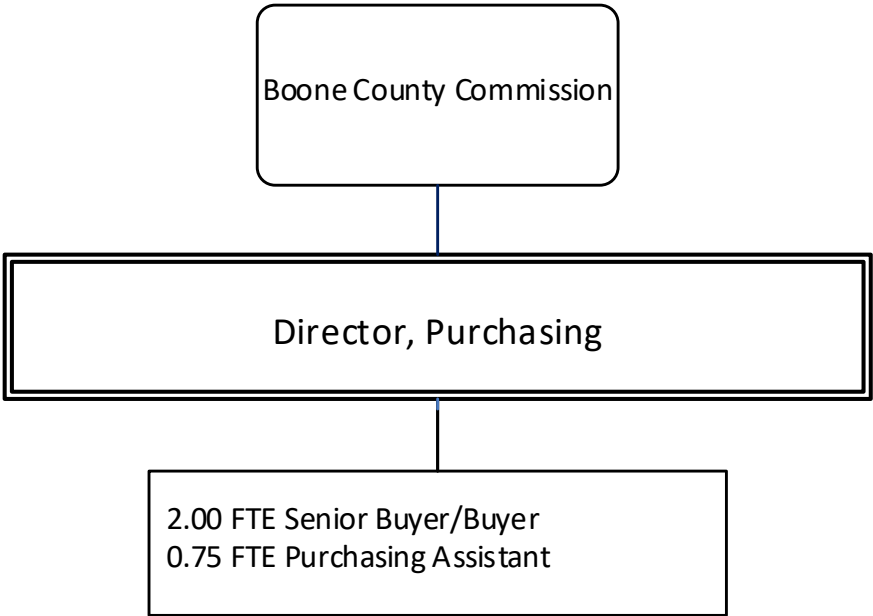 Boone County Commission
Director, Purchasing
2.00 FTE Senior Buyer/Buyer
0.75 FTE Purchasing Assistant